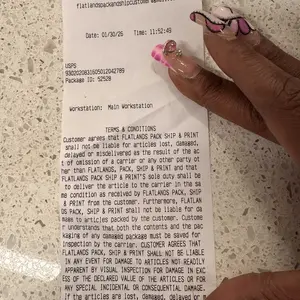 flatlandspackandshipcustomer
Date: 01/30/26 Time: 11:52:49
USPS
9302020831505012042789
Package ID: 52528
Workstation: Main Workstation
TERMS & CONDITIONS
Customer agrees that FLATLANDS PACK SHIP & PRINT
shall not be liable for articles lost, damaged,
delayed or misdelivered as the result of the ac
t of omission of a carrier or any other party ot
her than FLATLANDS, PACK, SHIP & PRINT and that
FLATLANDS PACK SHIP & PRINT'S sole duty shall be
to deliver the article to the carrier in the sa
me condition as received by FLATLANDS PACK, SHIP
& PRINT from the customer. Furthermore, FLATLAN
DS PACK, SHIP & PRINT shall not be liable for da
mage to articles packed by the customer. Custome
r understands that both the contents and the pac
kaging of any damaged package must be saved for
inspection by the carrier. CUSTOMER AGREES THAT
FLATLANDS PACK, SHIP & PRINT SHALL NOT BE LIABLE
IN ANY EVENT FOR DAMAGE TO ARTICLES NOT READILY
APPARENT BY VISUAL INSPECTION FOR DAMAGE IN EXC
ESS OF THE DECLARED VALUE OF THE ARTICLES OR FOR
ANY SPECIAL INCIDENTAL OR CONSEQUENTIAL DAMAGE.
If the articles are lost, damaged, delayed or m